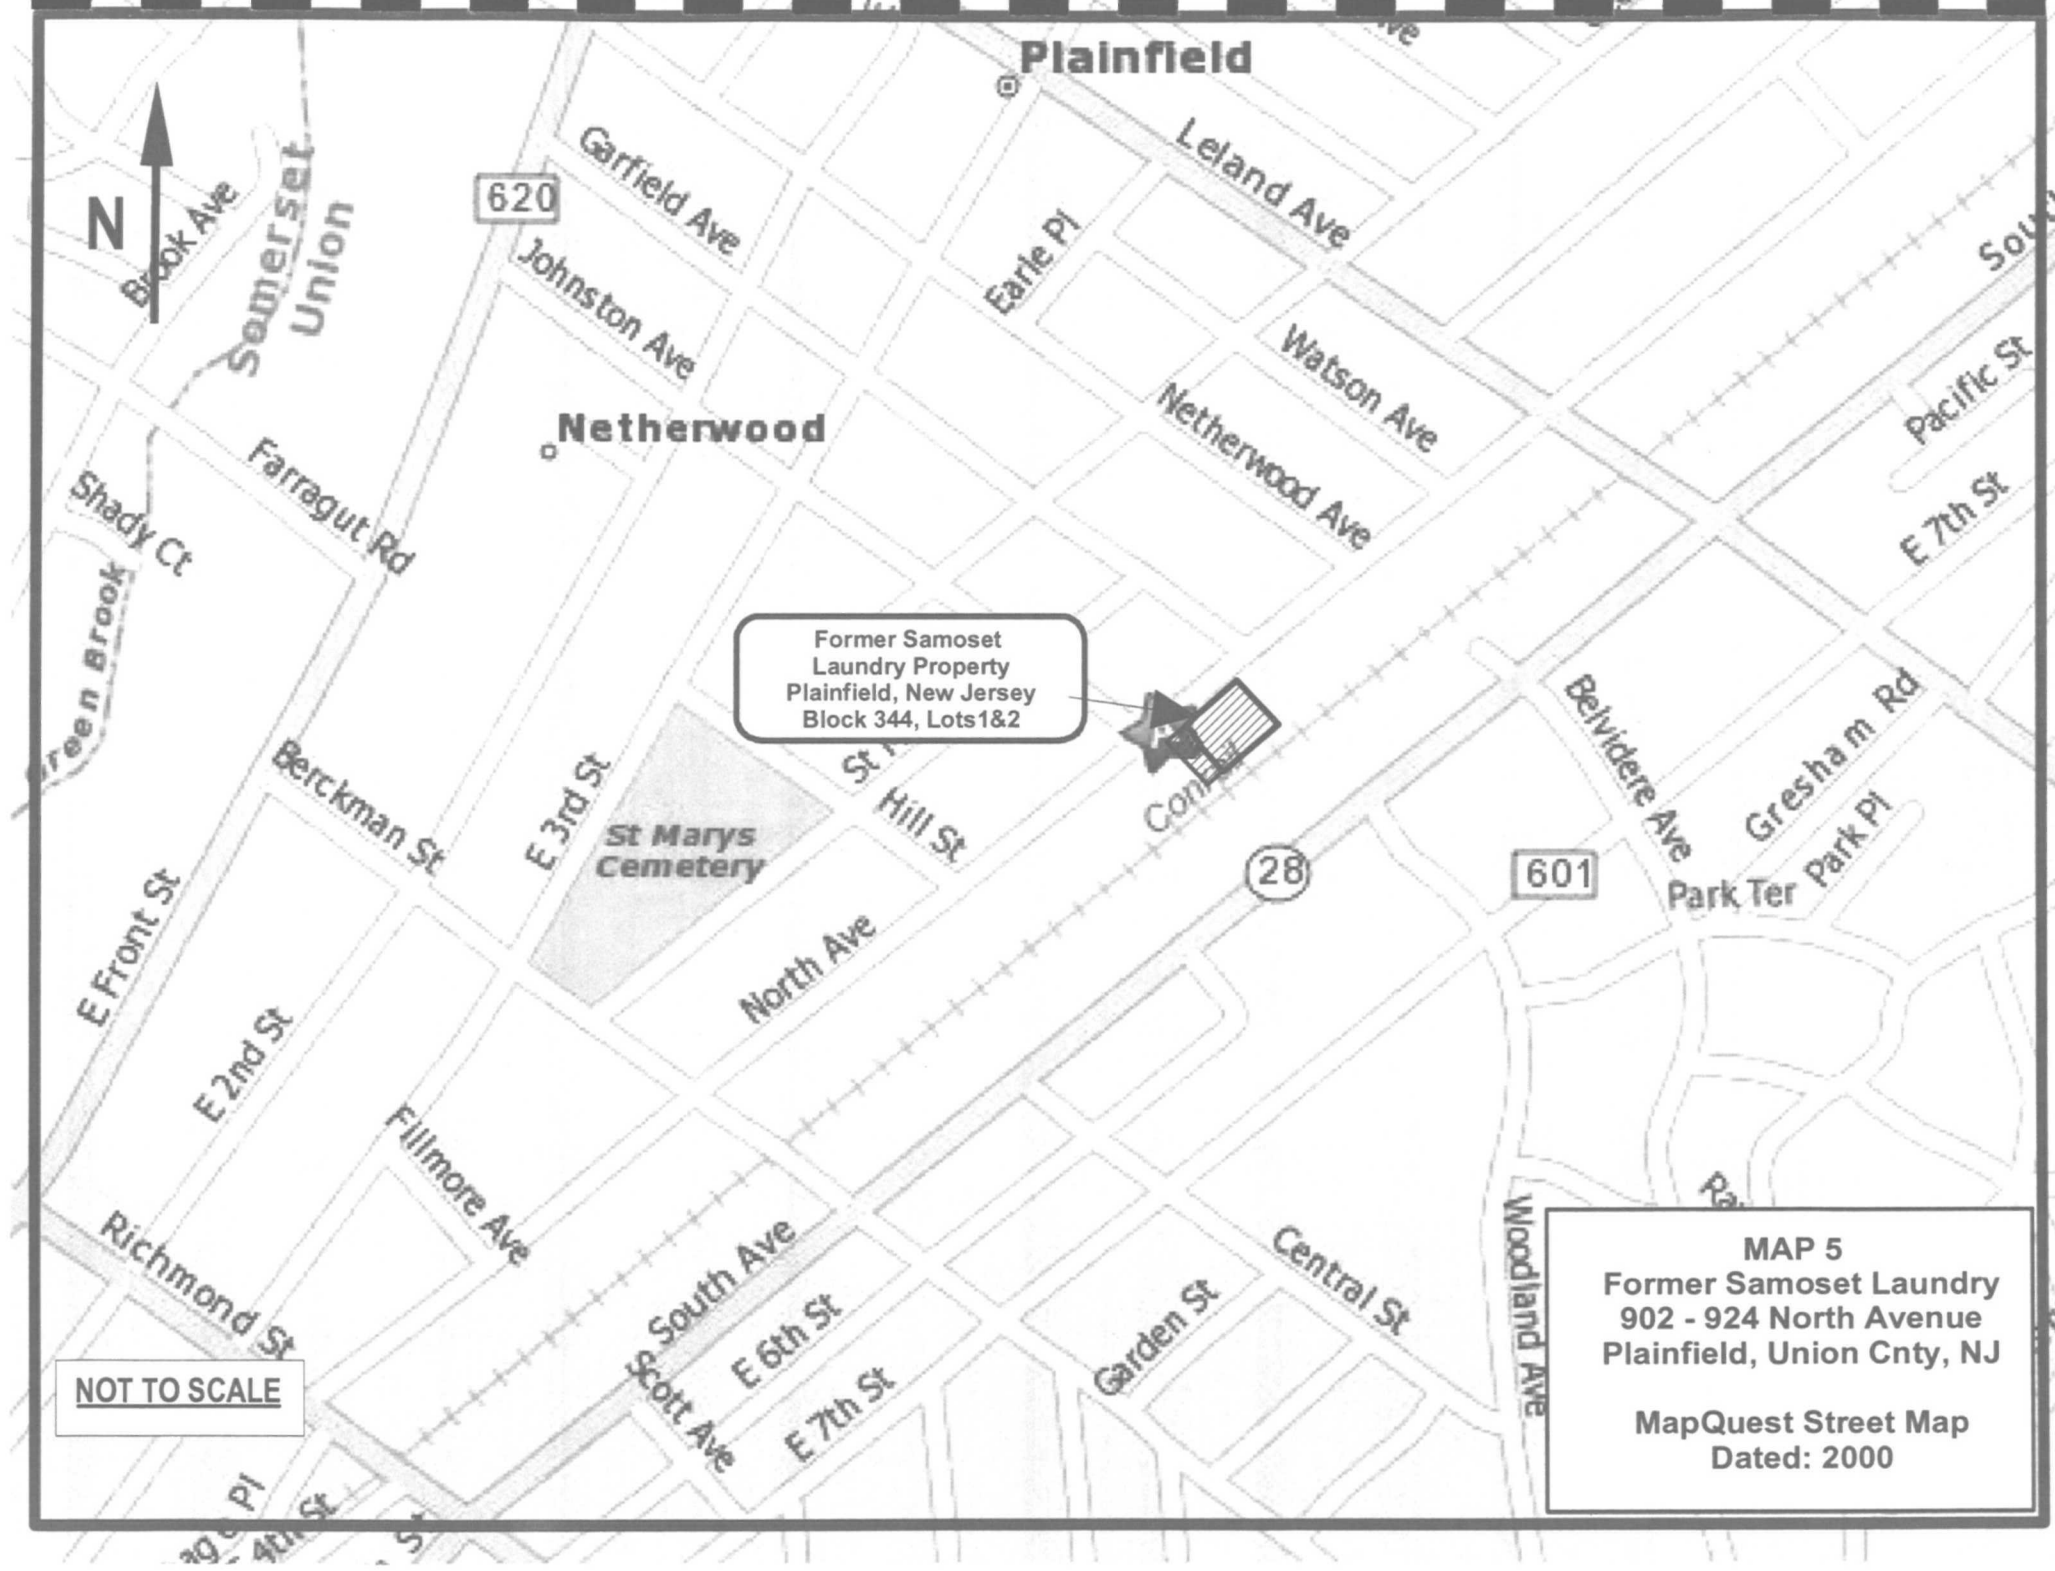 Plainfield
Leland Ave
Garfield Ave
620
N
Brook Ave
Somerset
Union
Johnston Ave
Earle Pl
Watson Ave
Pacific St
Netherwood
Netherwood Ave
Farragut Rd
Shady Ct
E 7th St
Green Brook
Former Samoset
Laundry Property
Plainfield, New Jersey
Block 344, Lots1&2
Belvidere Ave
Gresham Rd
Berckman St
E 3rd St
St Marys
Cemetery
Hill St
28
601
Park Pl
Park Ter
E Front St
North Ave
E 2nd St
Fillmore Ave
Richmond St
South Ave
Central St
Woodland Ave
E 6th St
Garden St
Scott Ave
E 7th St
NOT TO SCALE
MAP 5
Former Samoset Laundry
902 - 924 North Avenue
Plainfield, Union Cnty, NJ
MapQuest Street Map
Dated: 2000
4th St